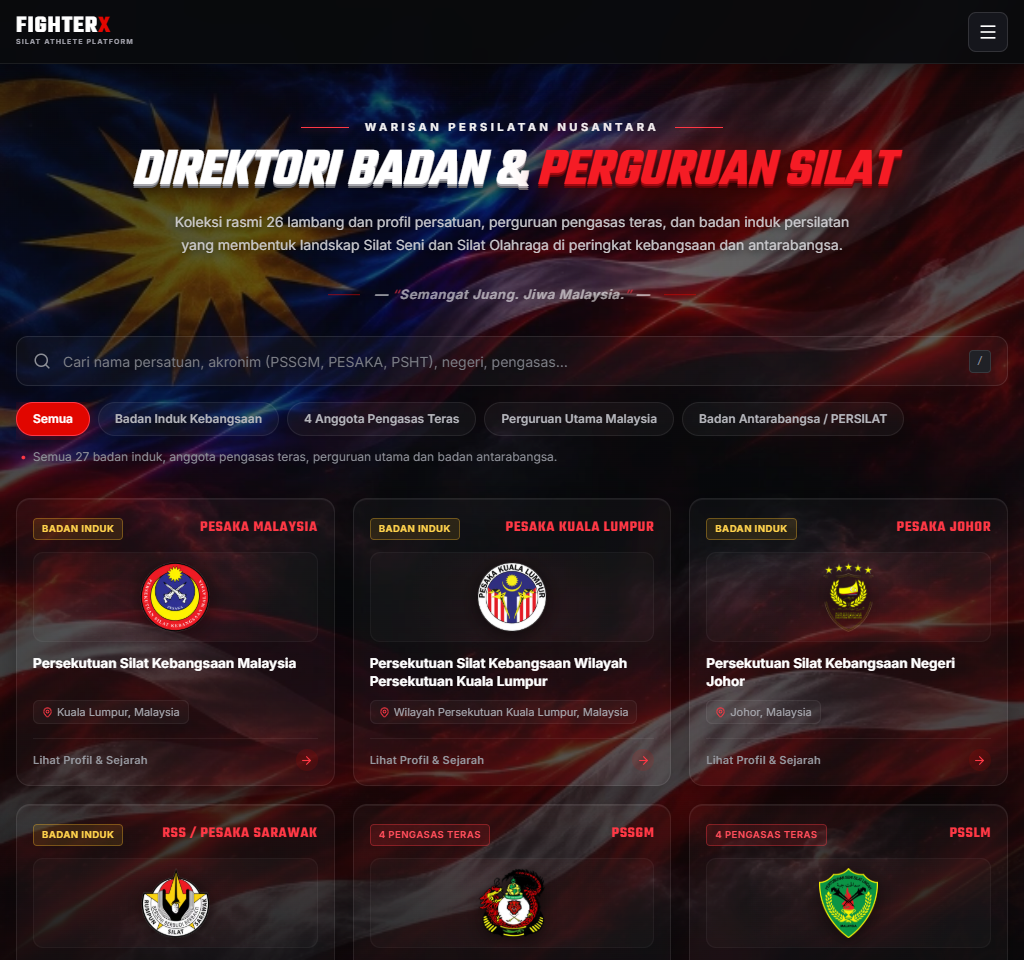 FIGHTERX
SILAT ATHLETE PLATFORM
WARISAN PERSILATAN NUSANTARA
DIREKTORI BADAN & PERGURUAN SILAT
Koleksi rasmi 26 lambang dan profil persatuan, perguruan pengasas teras, dan badan induk persilatan
yang membentuk landskap Silat Seni dan Silat Olahraga di peringkat kebangsaan dan antarabangsa.
— "Semangat Juang. Jiwa Malaysia." —
Cari nama persatuan, akronim (PSSGM, PESAKA, PSHT), negeri, pengasas...
/
Semua
Badan Induk Kebangsaan
4 Anggota Pengasas Teras
Perguruan Utama Malaysia
Badan Antarabangsa / PERSILAT
• Semua 27 badan induk, anggota pengasas teras, perguruan utama dan badan antarabangsa.
BADAN INDUK
PESAKA MALAYSIA
Persekutuan Silat Kebangsaan Malaysia
Kuala Lumpur, Malaysia
Lihat Profil & Sejarah
BADAN INDUK
PESAKA KUALA LUMPUR
PESAKA KUALA LUMPUR
Persekutuan Silat Kebangsaan Wilayah
Persekutuan Kuala Lumpur
Wilayah Persekutuan Kuala Lumpur, Malaysia
Lihat Profil & Sejarah
BADAN INDUK
PESAKA JOHOR
Persekutuan Silat Kebangsaan Negeri
Johor
Johor, Malaysia
Lihat Profil & Sejarah
BADAN INDUK
RSS / PESAKA SARAWAK
SILAT
4 PENGASAS TERAS
PSSGM
4 PENGASAS TERAS
PSSLM